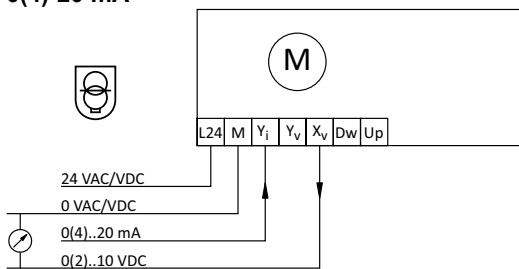 0(4)-20 mA
M
L24 M Yi Yv Xv Dw Up
24 VAC/VDC
0 VAC/VDC
0(4)..20 mA
0(2)..10 VDC